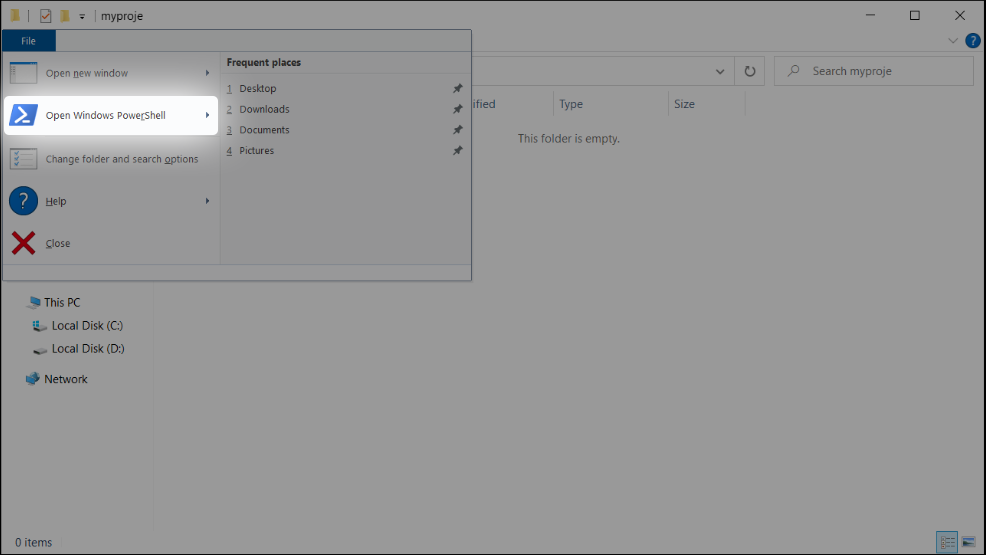 myproje
File
Open new window
Open Windows PowerShell
Change folder and search options
Help
Close
Frequent places
1 Desktop
2 Downloads
3 Documents
4 Pictures
Search myproje
Type
Size
This folder is empty.
This PC
Local Disk (C:)
Local Disk (D:)
Network
0 items